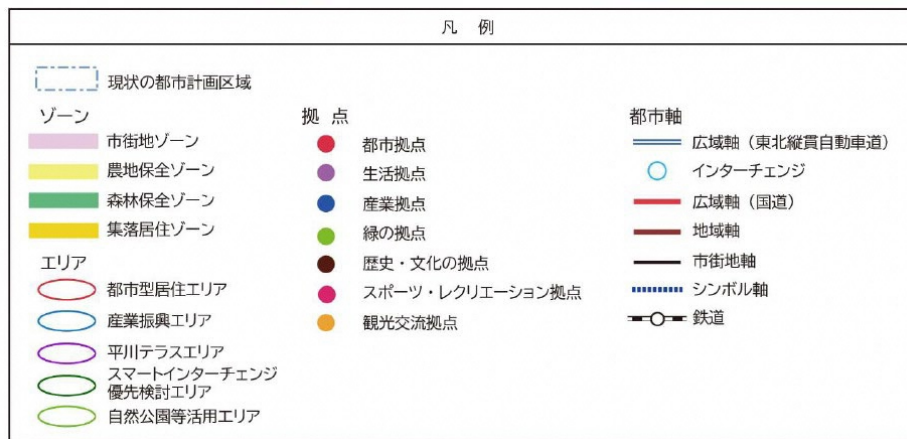 凡 例
現状の都市計画区域
ゾーン
市街地ゾーン
農地保全ゾーン
森林保全ゾーン
集落居住ゾーン
エリア
都市型居住エリア
産業振興エリア
平川テラスエリア
スマートインターチェンジ
優先検討エリア
自然公園等活用エリア
拠 点
都市拠点
生活拠点
産業拠点
緑の拠点
歴史・文化の拠点
スポーツ・レクリエーション拠点
観光交流拠点
都市軸
広域軸（東北縦貫自動車道）
インターチェンジ
広域軸（国道）
地域軸
市街地軸
シンボル軸
鉄道